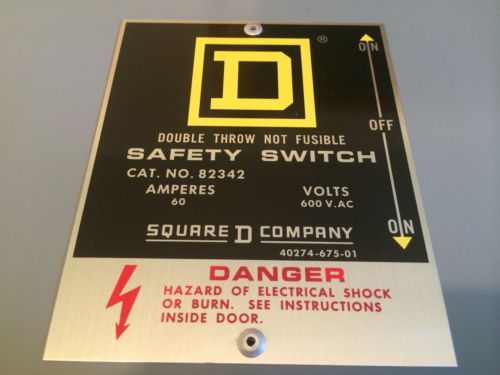 D
®
ON
OFF
ON
DOUBLE THROW NOT FUSIBLE
SAFETY SWITCH
CAT. NO. 82342
AMPERES VOLTS
60 600 V.AC
SQUARE D COMPANY
40274-675-01
DANGER
HAZARD OF ELECTRICAL SHOCK
OR BURN. SEE INSTRUCTIONS
INSIDE DOOR.